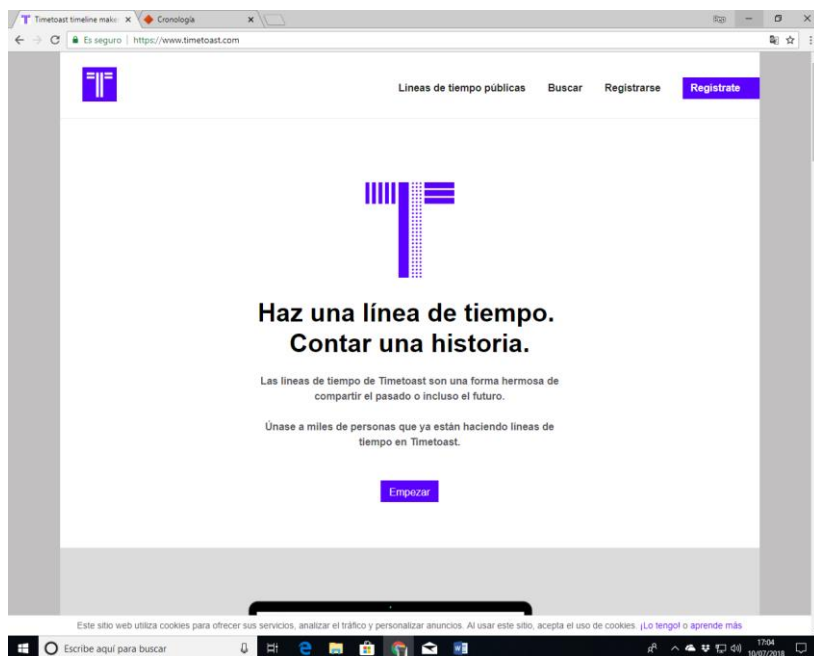 Timetoast timeline make
Cronología
Es seguro | https://www.timetoast.com
Líneas de tiempo públicas Buscar Registrarse Registrate
Haz una línea de tiempo.
Contar una historia.
Las líneas de tiempo de Timetoast son una forma hermosa de
compartir el pasado o incluso el futuro.
Únase a miles de personas que ya están haciendo líneas de
tiempo en Timetoast.
Empezar
Este sitio web utiliza cookies para ofrecer sus servicios, analizar el tráfico y personalizar anuncios. Al usar este sitio, acepta el uso de cookies. ¡Lo tengo! o aprende más
Escribe aquí para buscar
17:04
10/07/2018